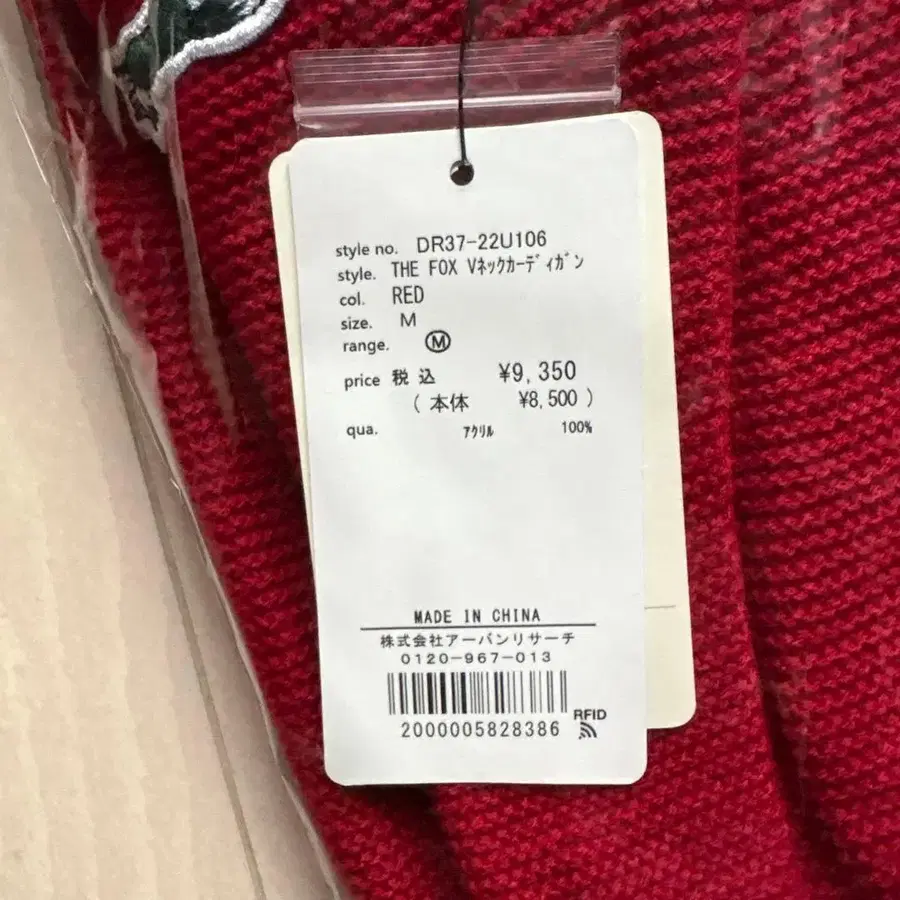 style no. DR37-22U106
style. THE FOX Vﾈｯｸｶｰﾃﾞｨｶﾞﾝ
col. RED
size. M
range. Ⓜ
price 税込 ¥9,350
(本体 ¥8,500)
qua. ｱｸﾘﾙ 100%
MADE IN CHINA
株式会社アーバンリサーチ
0120-967-013
RFID
2000005828386